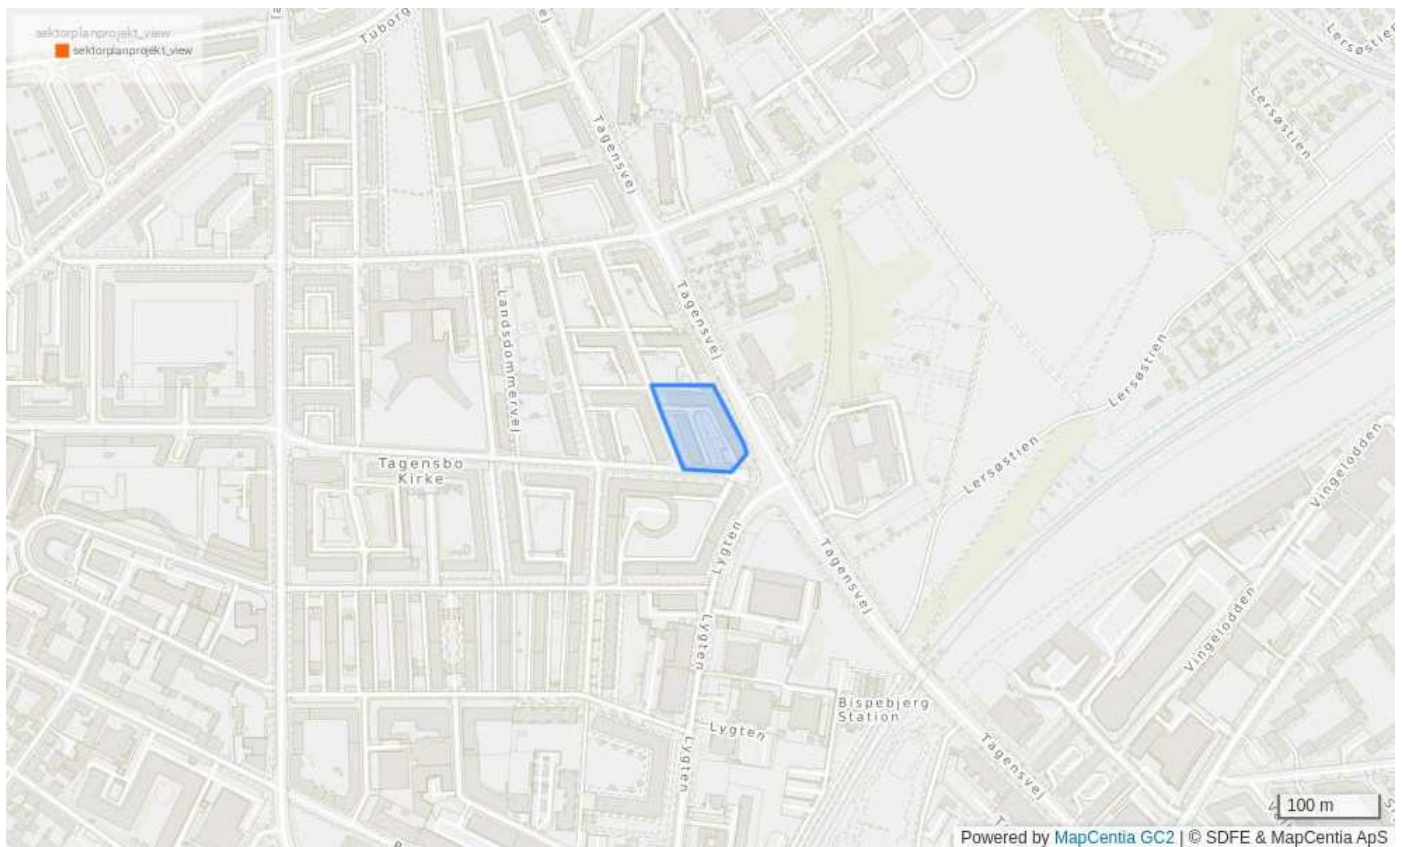 sektorplanprojekt_view
sektorplanprojekt_view
Tuborg
Tagensvej
Lersøstien
Lersøstien
Tagensvej
Landsdommervej
Lersøstien
Lersøstien
Tagensbo
Kirke
Vingelodden
Lygten
Tagensvej
Vingelodden
Lygten
Bispebjerg
Station
Lygten
Lygten
Tagensvej
100 m
Powered by MapCentia GC2 | © SDFE & MapCentia ApS